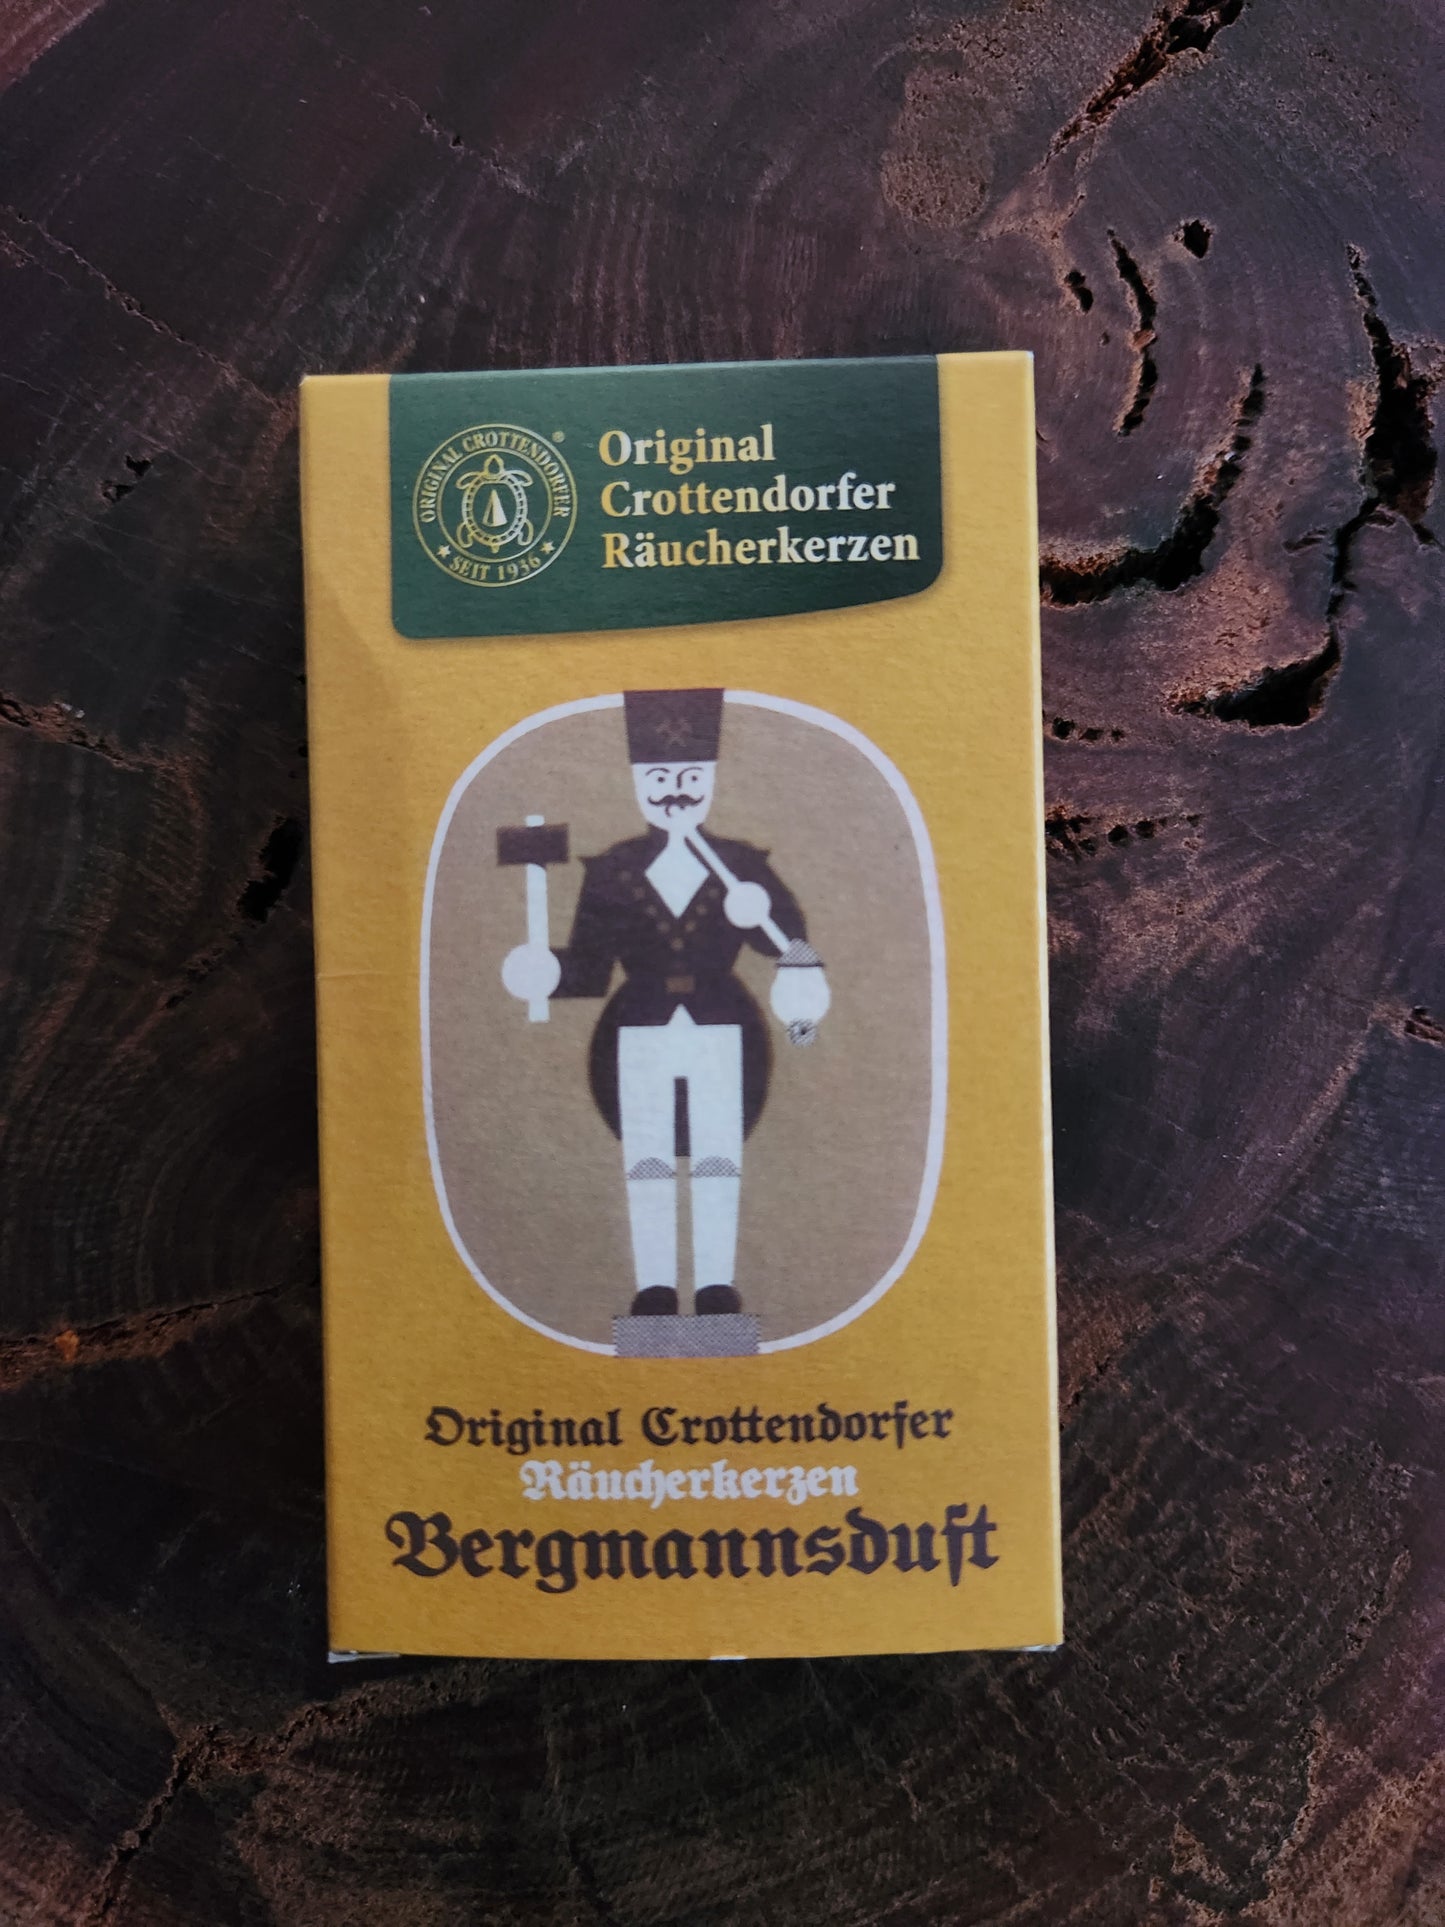 ORIGINAL CROTTENDORFER ®
SEIT 1936
Original
Crottendorfer
Räucherkerzen
Original Crottendorfer
Räucherkerzen
Bergmannsduft